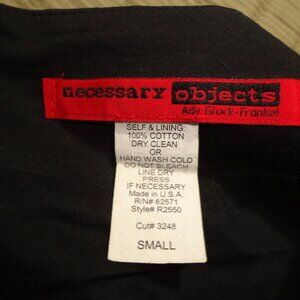 necessary objects
Ady Gluck-Frankel
SELF & LINING:
100% COTTON
DRY CLEAN
OR
HAND WASH COLD
DO NOT BLEACH
LINE DRY
PRESS
IF NECESSARY
Made in U.S.A.
R/N# 62571
Style# R2550
Cut# 3248
SMALL